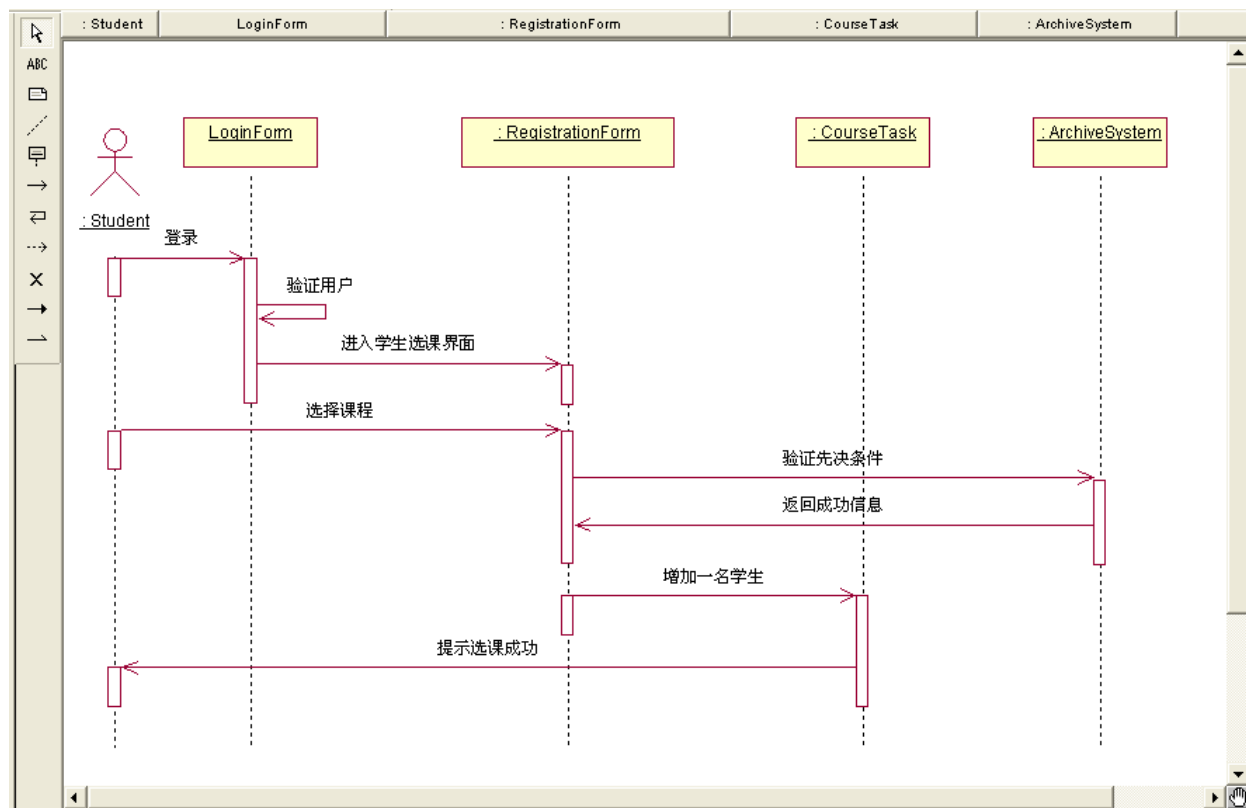 : Student
LoginForm
: RegistrationForm
: CourseTask
: ArchiveSystem
ABC
LoginForm
: RegistrationForm
: CourseTask
: ArchiveSystem
: Student
登录
验证用户
进入学生选课界面
选择课程
验证先决条件
返回成功信息
增加一名学生
提示选课成功